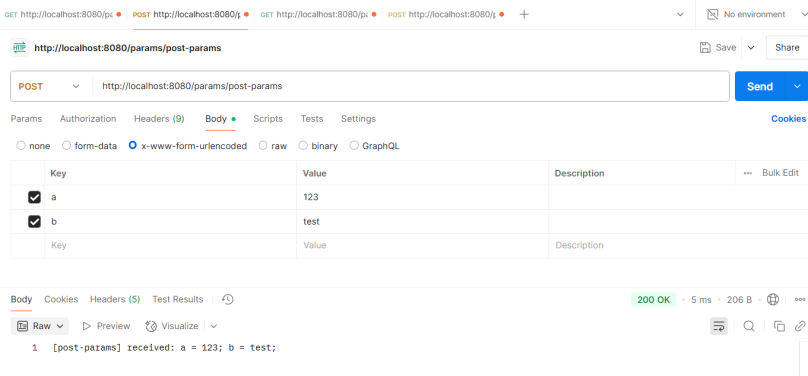 GET http://localhost:8080/pa
POST http://localhost:8080/p
GET http://localhost:8080/pa
POST http://localhost:8080/p
No environment
HTTP http://localhost:8080/params/post-params
Save
Share
POST http://localhost:8080/params/post-params
Send
Params Authorization Headers (9) Body Scripts Tests Settings Cookies
none form-data x-www-form-urlencoded raw binary GraphQL
Key Value Description ••• Bulk Edit
a 123
b test
Key Value Description
Body Cookies Headers (5) Test Results 200 OK • 5 ms • 206 B •
Raw Preview Visualize
1 [post-params] received: a = 123; b = test;